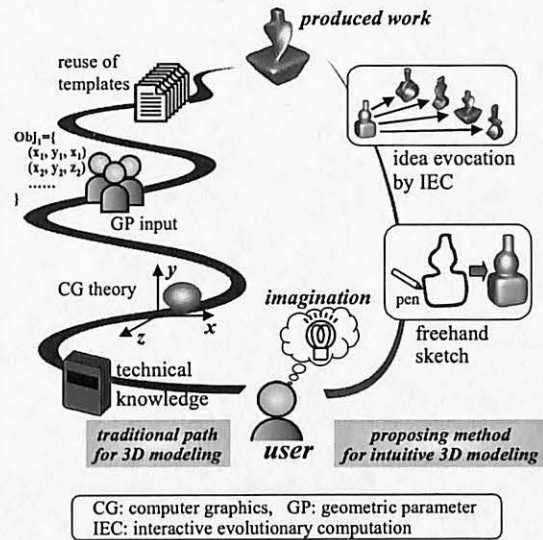 produced work
reuse of
templates
Obj₁={
(x₁, y₁, x₁)
(x₂, y₂, z₂)
......
}
GP input
CG theory
y
x
z
technical
knowledge
imagination
user
idea evocation
by IEC
pen
freehand
sketch
traditional path
for 3D modeling
proposing method
for intuitive 3D modeling
CG: computer graphics, GP: geometric parameter
IEC: interactive evolutionary computation